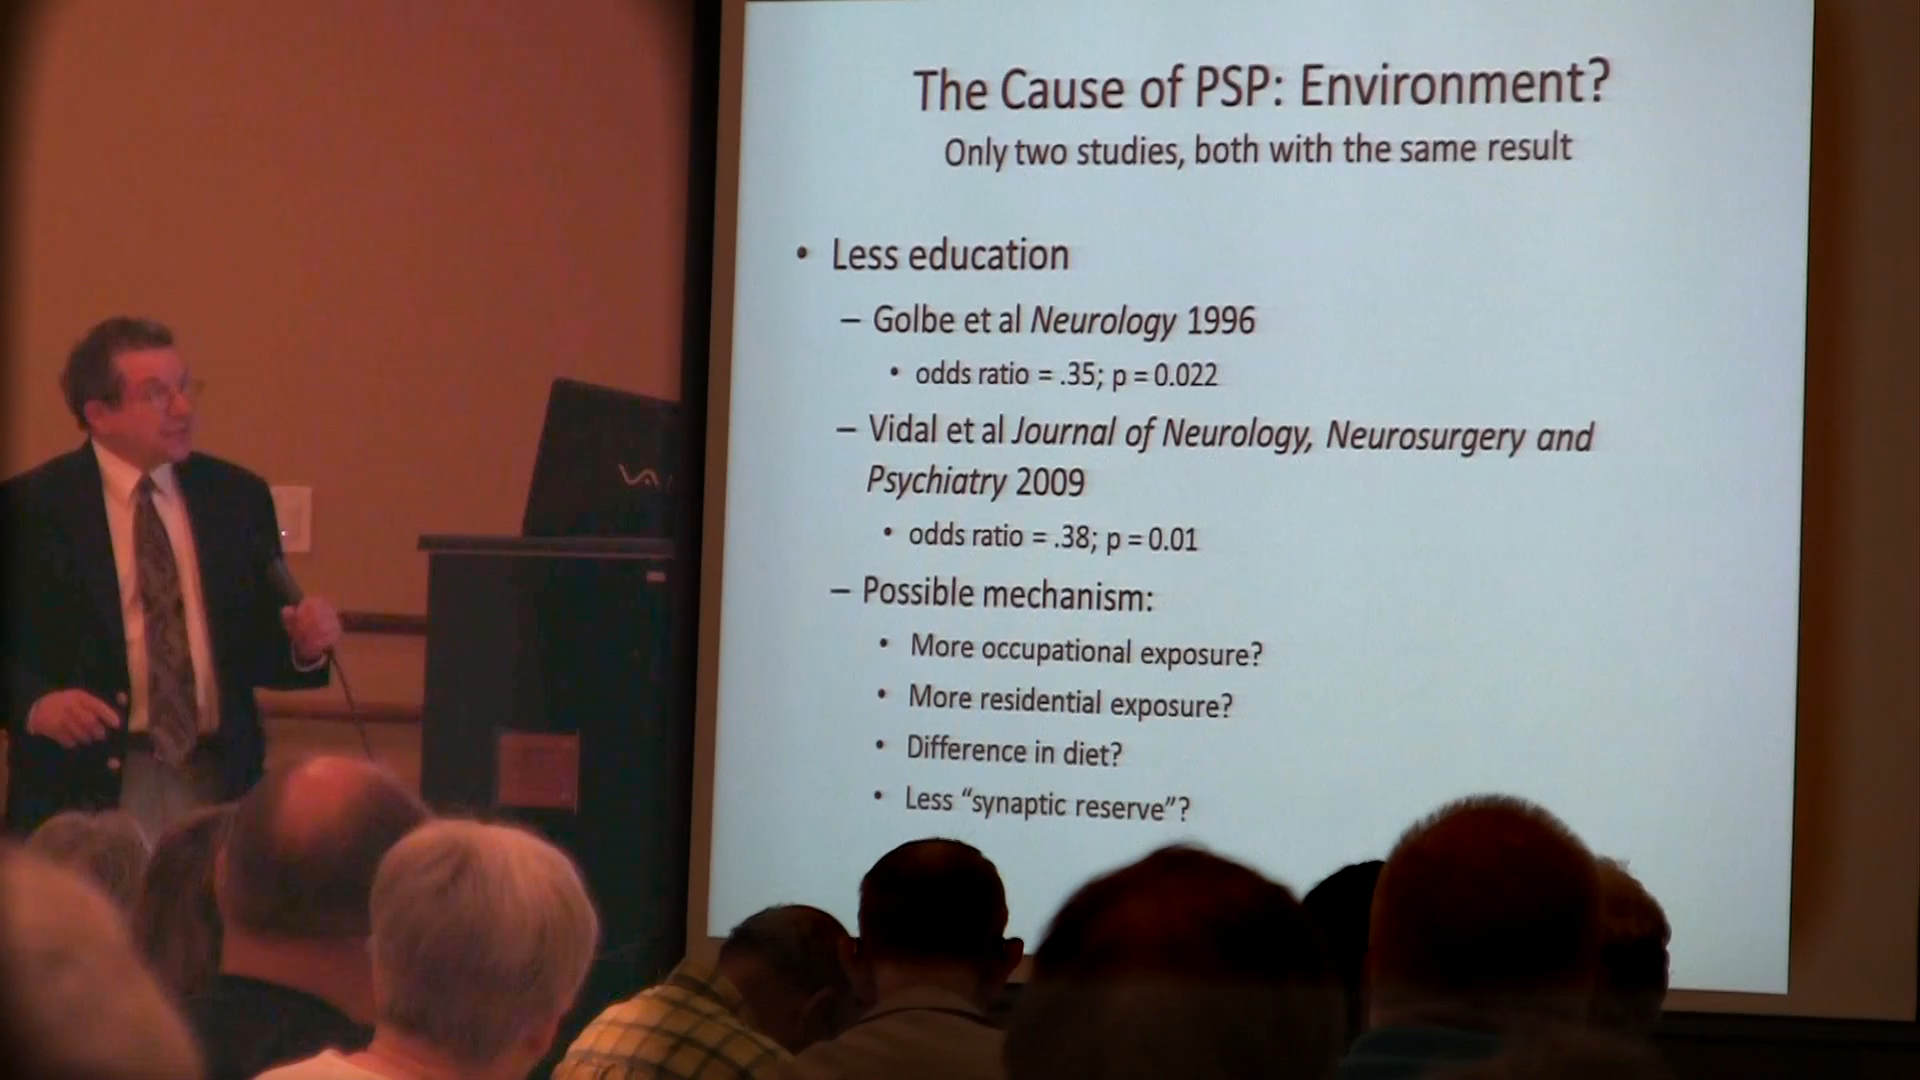 The Cause of PSP: Environment?
Only two studies, both with the same result
• Less education
– Golbe et al Neurology 1996
• odds ratio = .35; p = 0.022
– Vidal et al Journal of Neurology, Neurosurgery and
Psychiatry 2009
• odds ratio = .38; p = 0.01
– Possible mechanism:
• More occupational exposure?
• More residential exposure?
• Difference in diet?
• Less “synaptic reserve”?